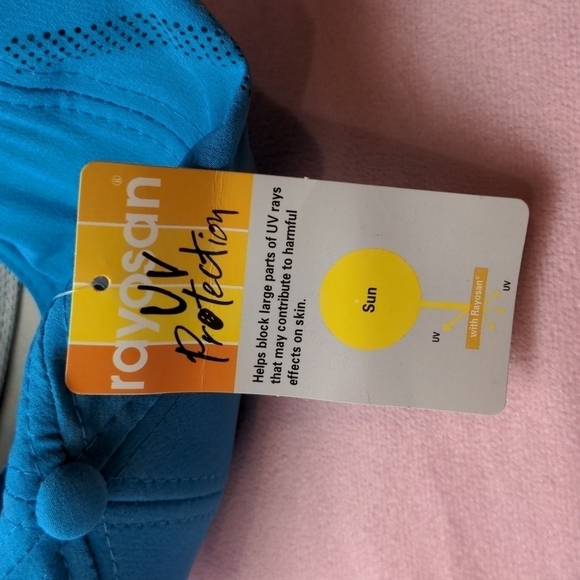 rayosan®
UV
Protection
Helps block large parts of UV rays
that may contribute to harmful
effects on skin.
Sun
UV
with Rayosan®
UV